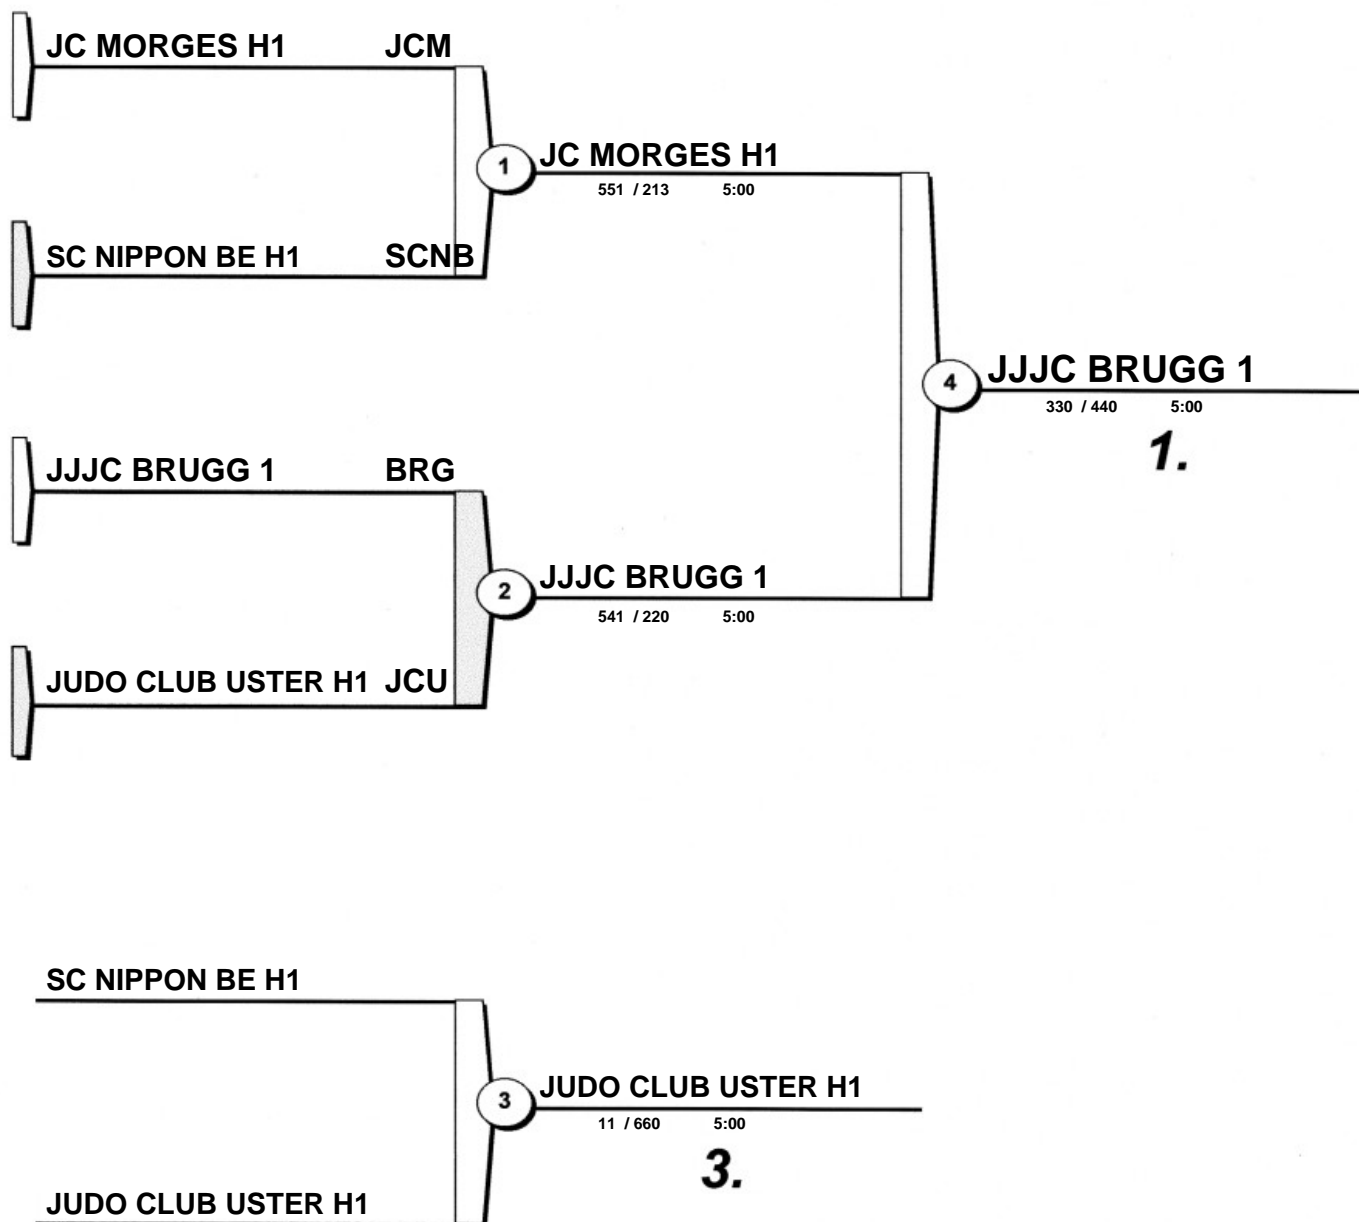 JC MORGES H1 JCM
1 JC MORGES H1
551 / 213 5:00
SC NIPPON BE H1 SCNB
4 JJJC BRUGG 1
330 / 440 5:00
1.
JJJC BRUGG 1 BRG
2 JJJC BRUGG 1
541 / 220 5:00
JUDO CLUB USTER H1 JCU
SC NIPPON BE H1
3 JUDO CLUB USTER H1
11 / 660 5:00
3.
JUDO CLUB USTER H1